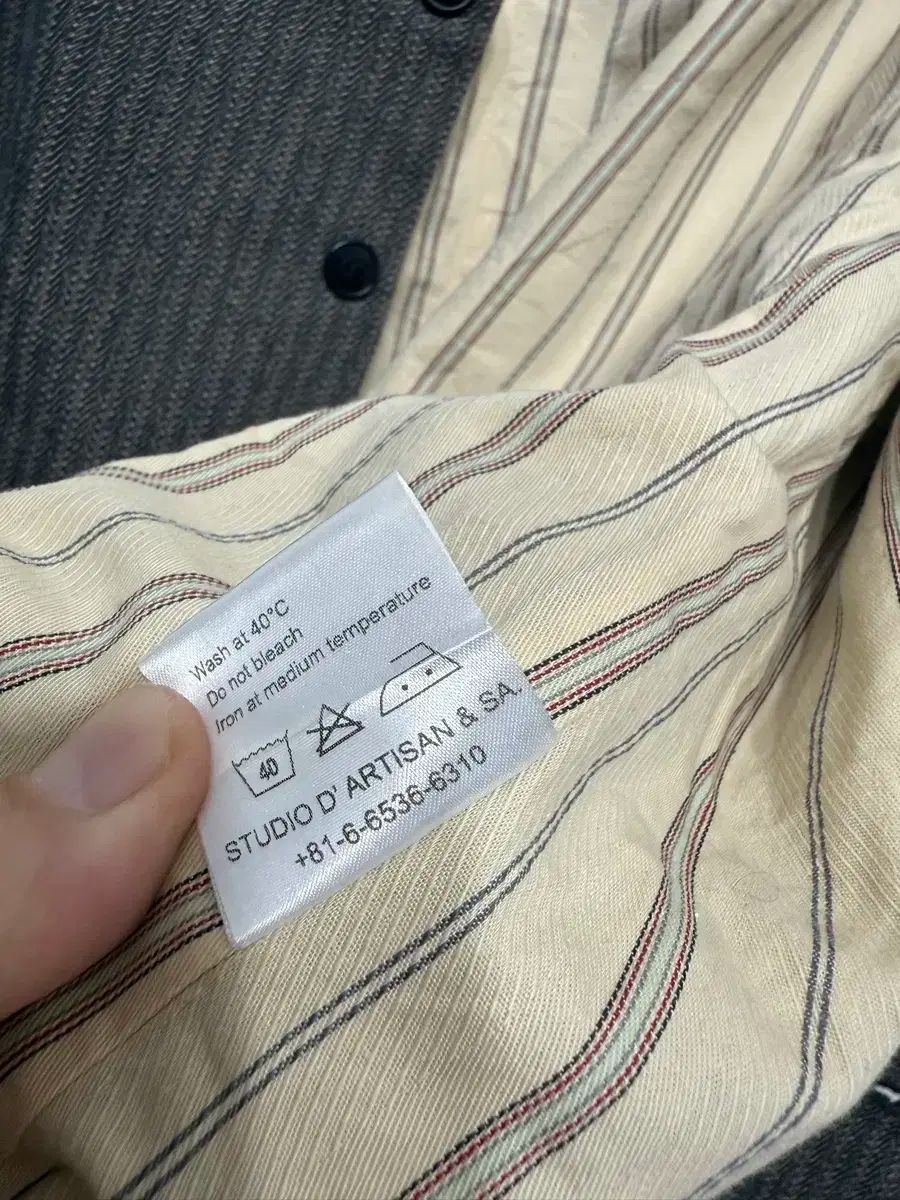 Wash at 40°C
Do not bleach
Iron at medium temperature
40
STUDIO D' ARTISAN & SA.
+81-6-6536-6310